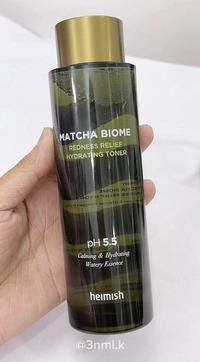 MATCHA BIOME
REDNESS RELIEF
HYDRATING TONER
pH 5.5
Calming & Hydrating
Watery Essence
heimish
@3nml.k